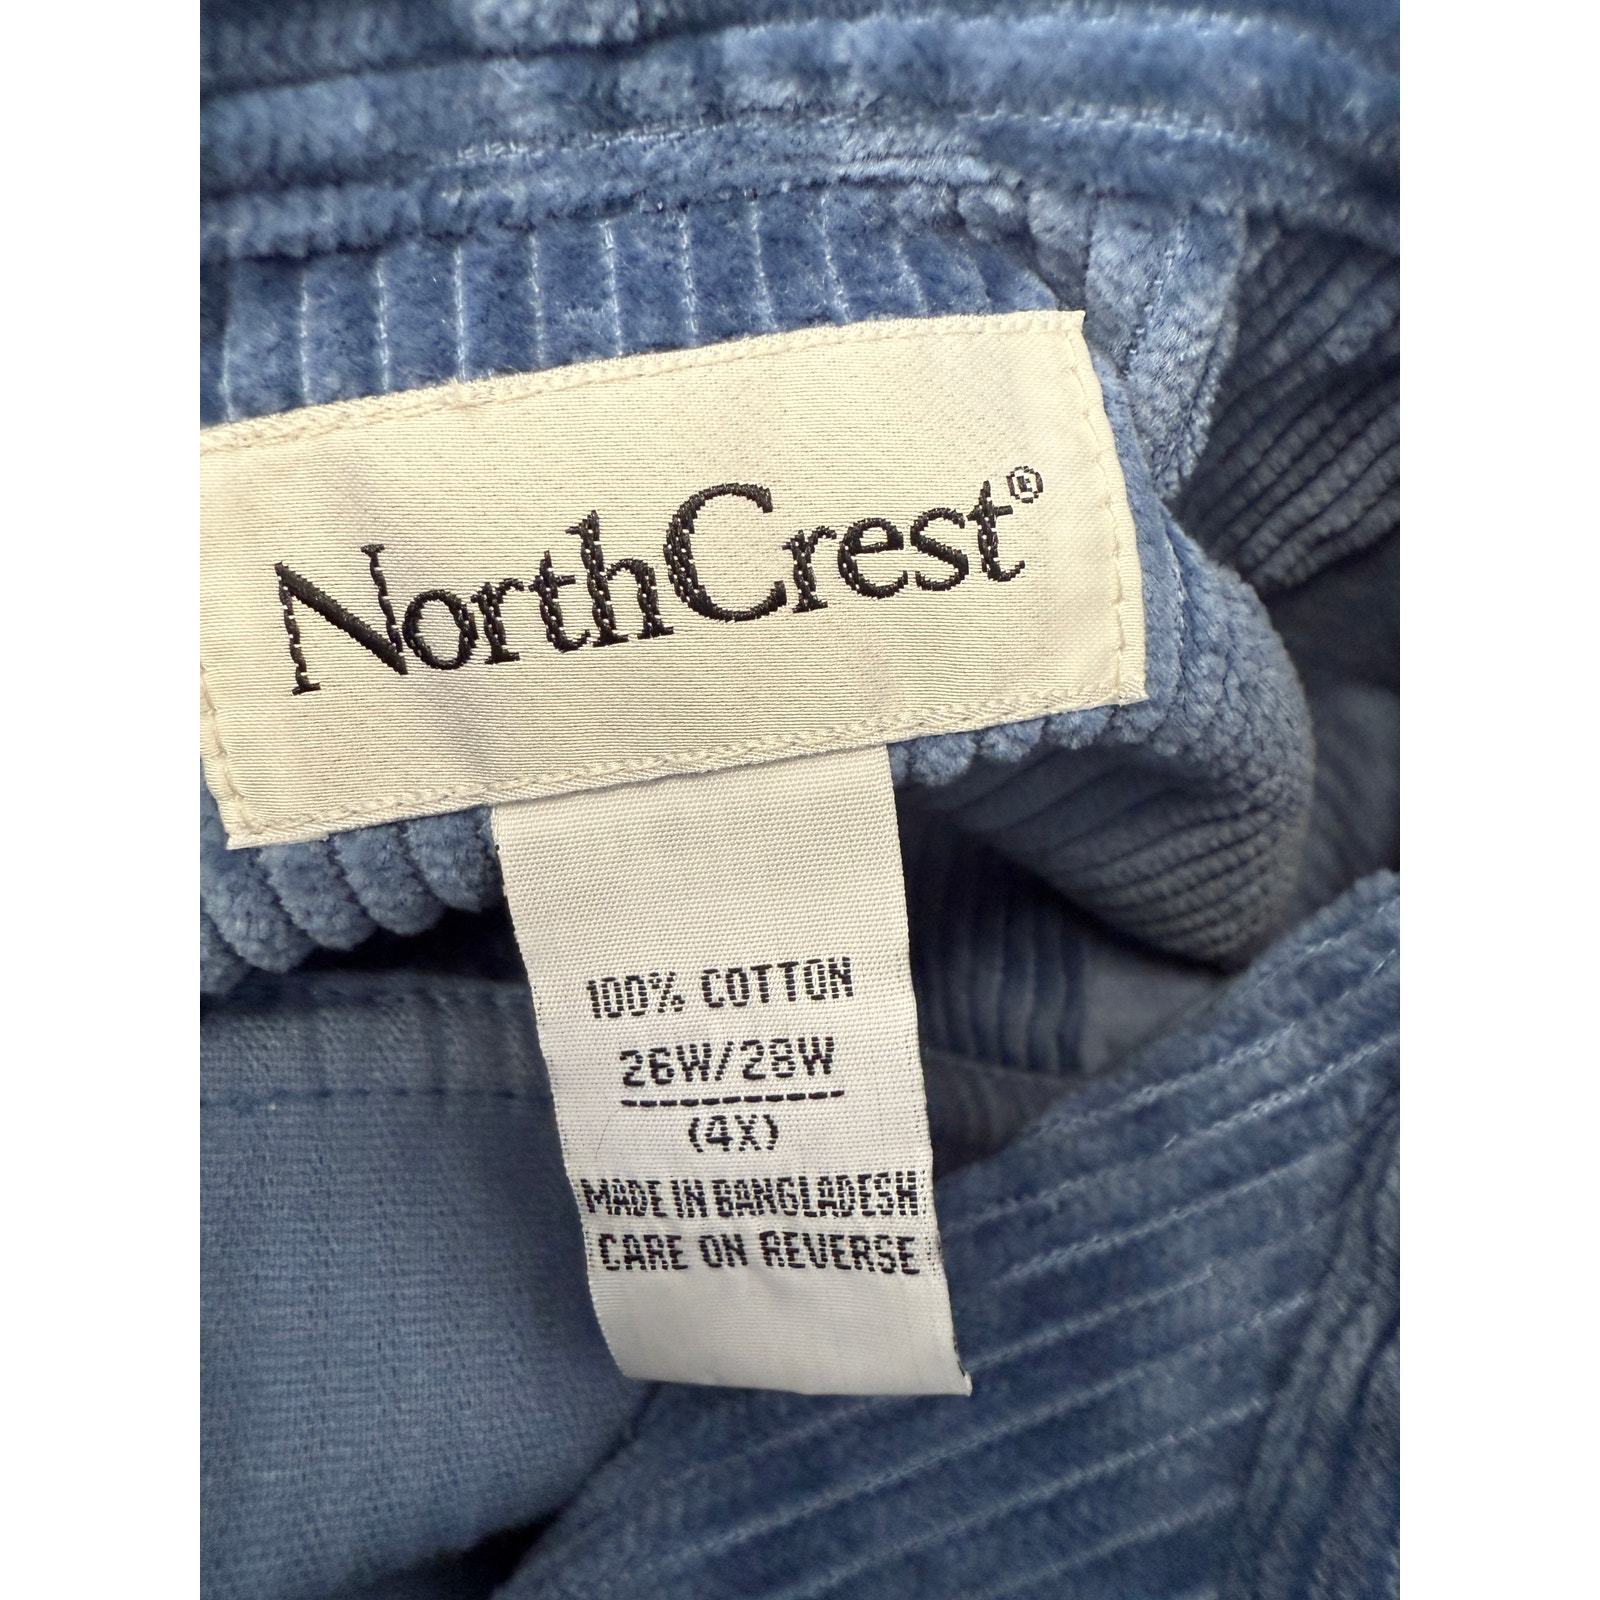 NorthCrest®
100% COTTON
26W/28W
(4X)
MADE IN BANGLADESH
CARE ON REVERSE